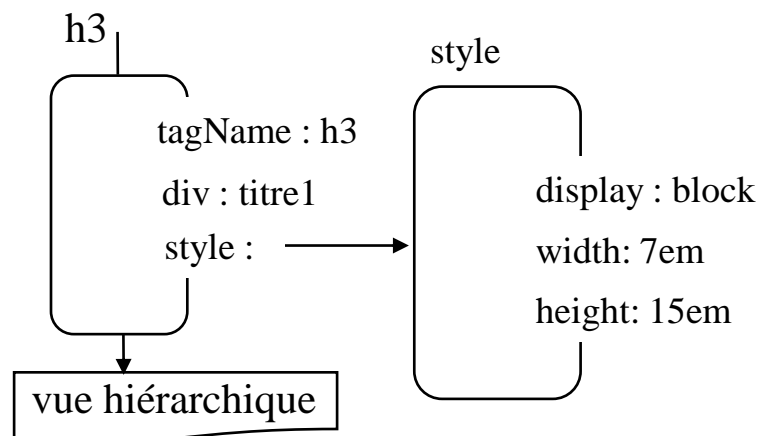 h3
tagName : h3
div : titre1
style :
vue hiérarchique
style
display : block
width: 7em
height: 15em